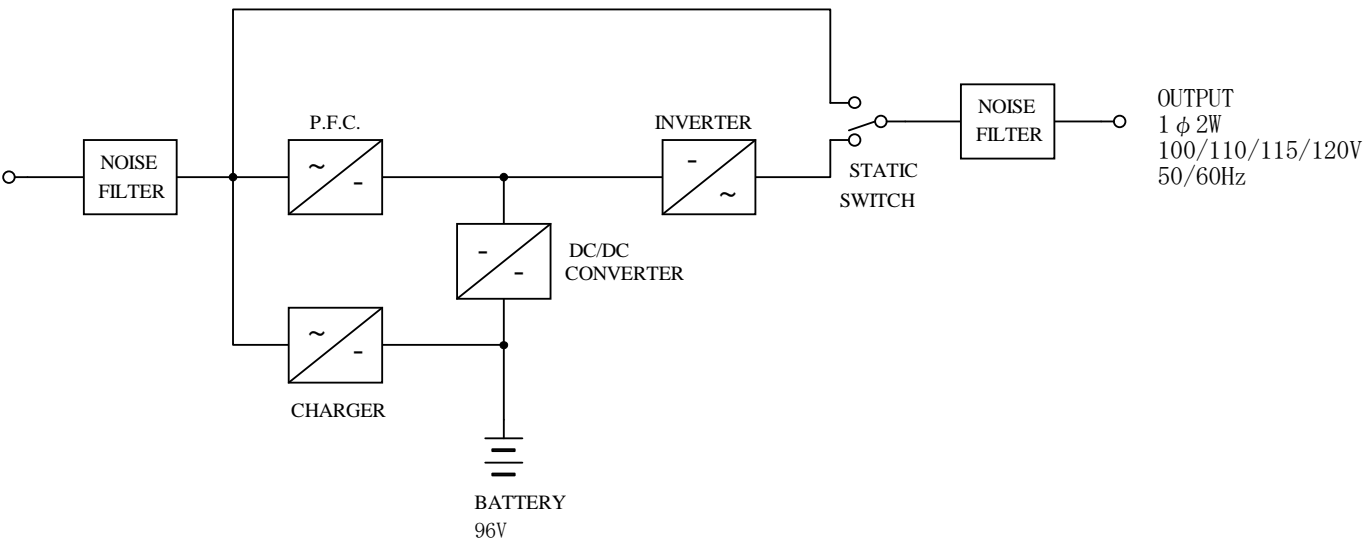 NOISE
FILTER
P.F.C.
~
-
INVERTER
-
~
STATIC
SWITCH
NOISE
FILTER
OUTPUT
1φ2W
100/110/115/120V
50/60Hz
-
-
DC/DC
CONVERTER
~
-
CHARGER
BATTERY
96V